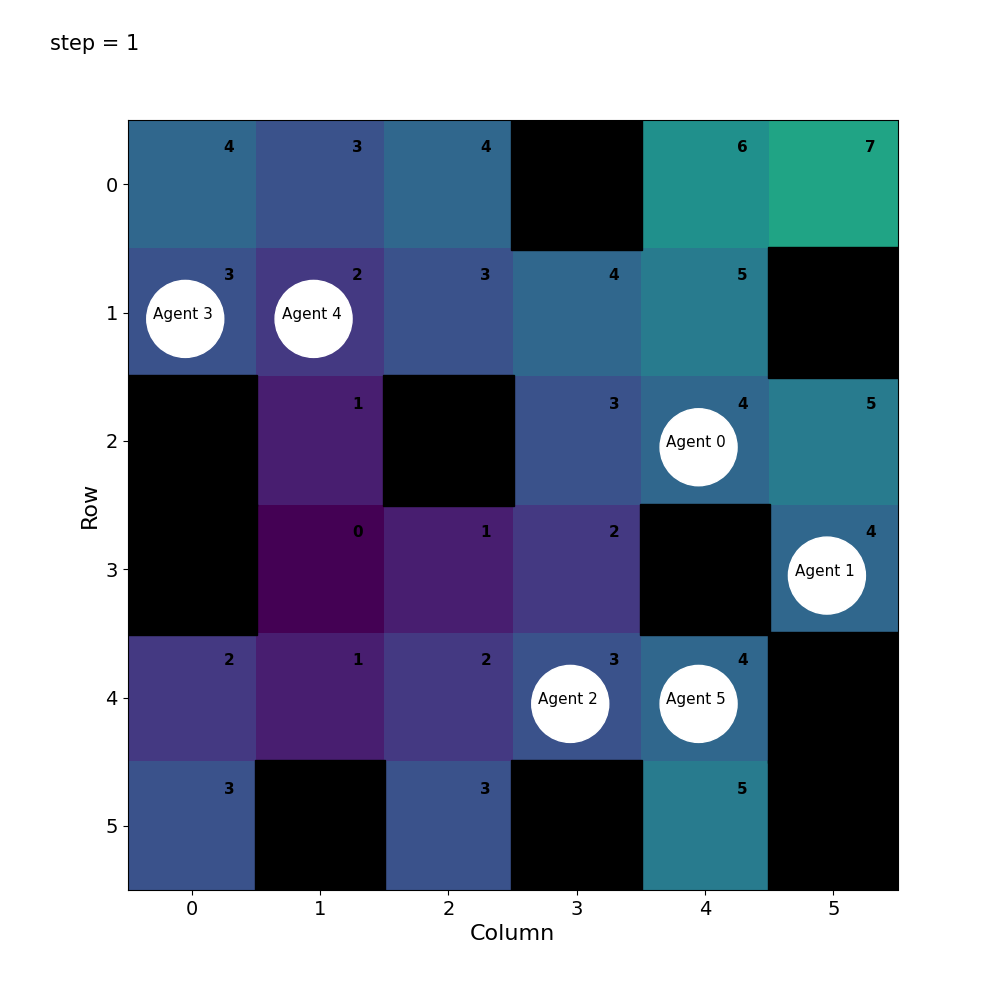 step = 1
4 3 4 6 7
0
3 2 3 4 5
Agent 3 Agent 4
1
1 3 4 5
2 Agent 0
0 1 2 4
3 Agent 1
2 1 2 3 4
4 Agent 2 Agent 5
3 3 5
5
0 1 2 3 4 5
Column
Row